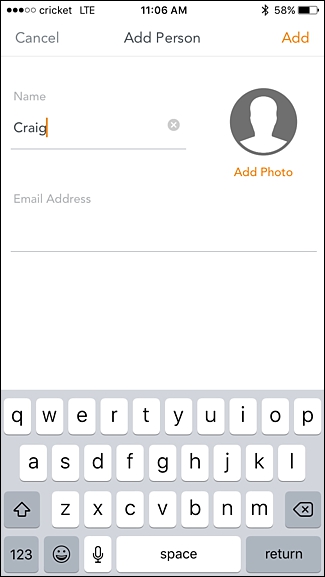 cricket LTE 11:06 AM 58%
Cancel Add Person Add
Name
Craig
Add Photo
Email Address
q w e r t y u i o p
a s d f g h j k l
z x c v b n m
123 space return